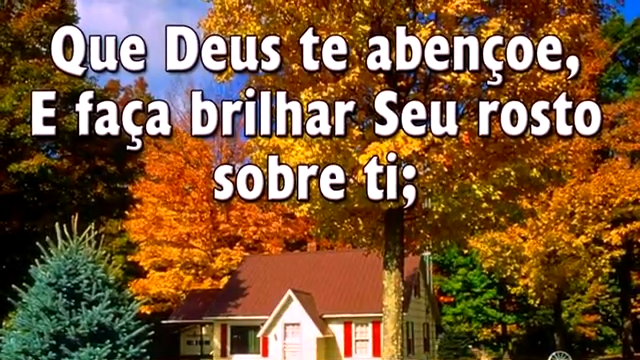 Que Deus te abençoe,
E faça brilhar Seu rosto
sobre ti;